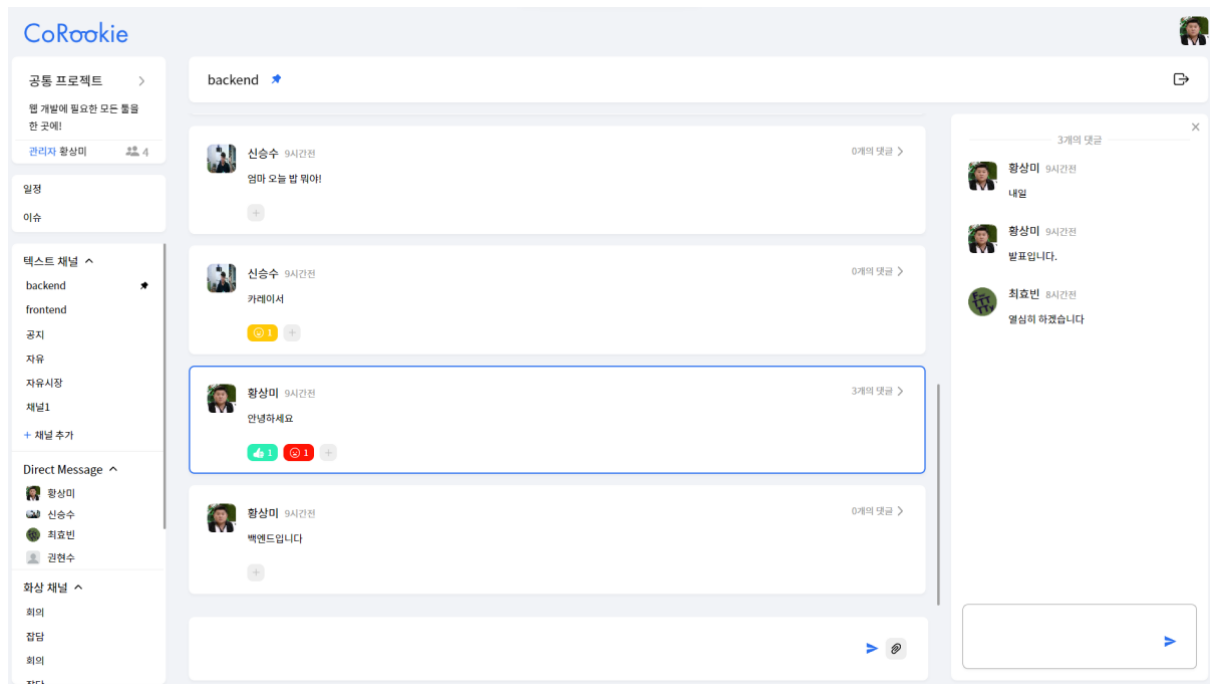 CoRookie
공통 프로젝트
웹 개발에 필요한 모든 툴을
한 곳에!
관리자 황상미 4
일정
이슈
텍스트 채널
backend
frontend
공지
자유
자유시장
채널1
+ 채널 추가
Direct Message
황상미
신승수
최효빈
권현수
화상 채널
회의
잡담
회의
잡담
backend
신승수 9시간전 0개의 댓글
엄마 오늘 밥 뭐야!
+
신승수 9시간전 0개의 댓글
카레이서
1 +
황상미 9시간전 3개의 댓글
안녕하세요
1 1 +
황상미 9시간전 0개의 댓글
백엔드입니다
+
3개의 댓글
황상미 9시간전
내일
황상미 9시간전
발표입니다.
최효빈 8시간전
열심히 하겠습니다